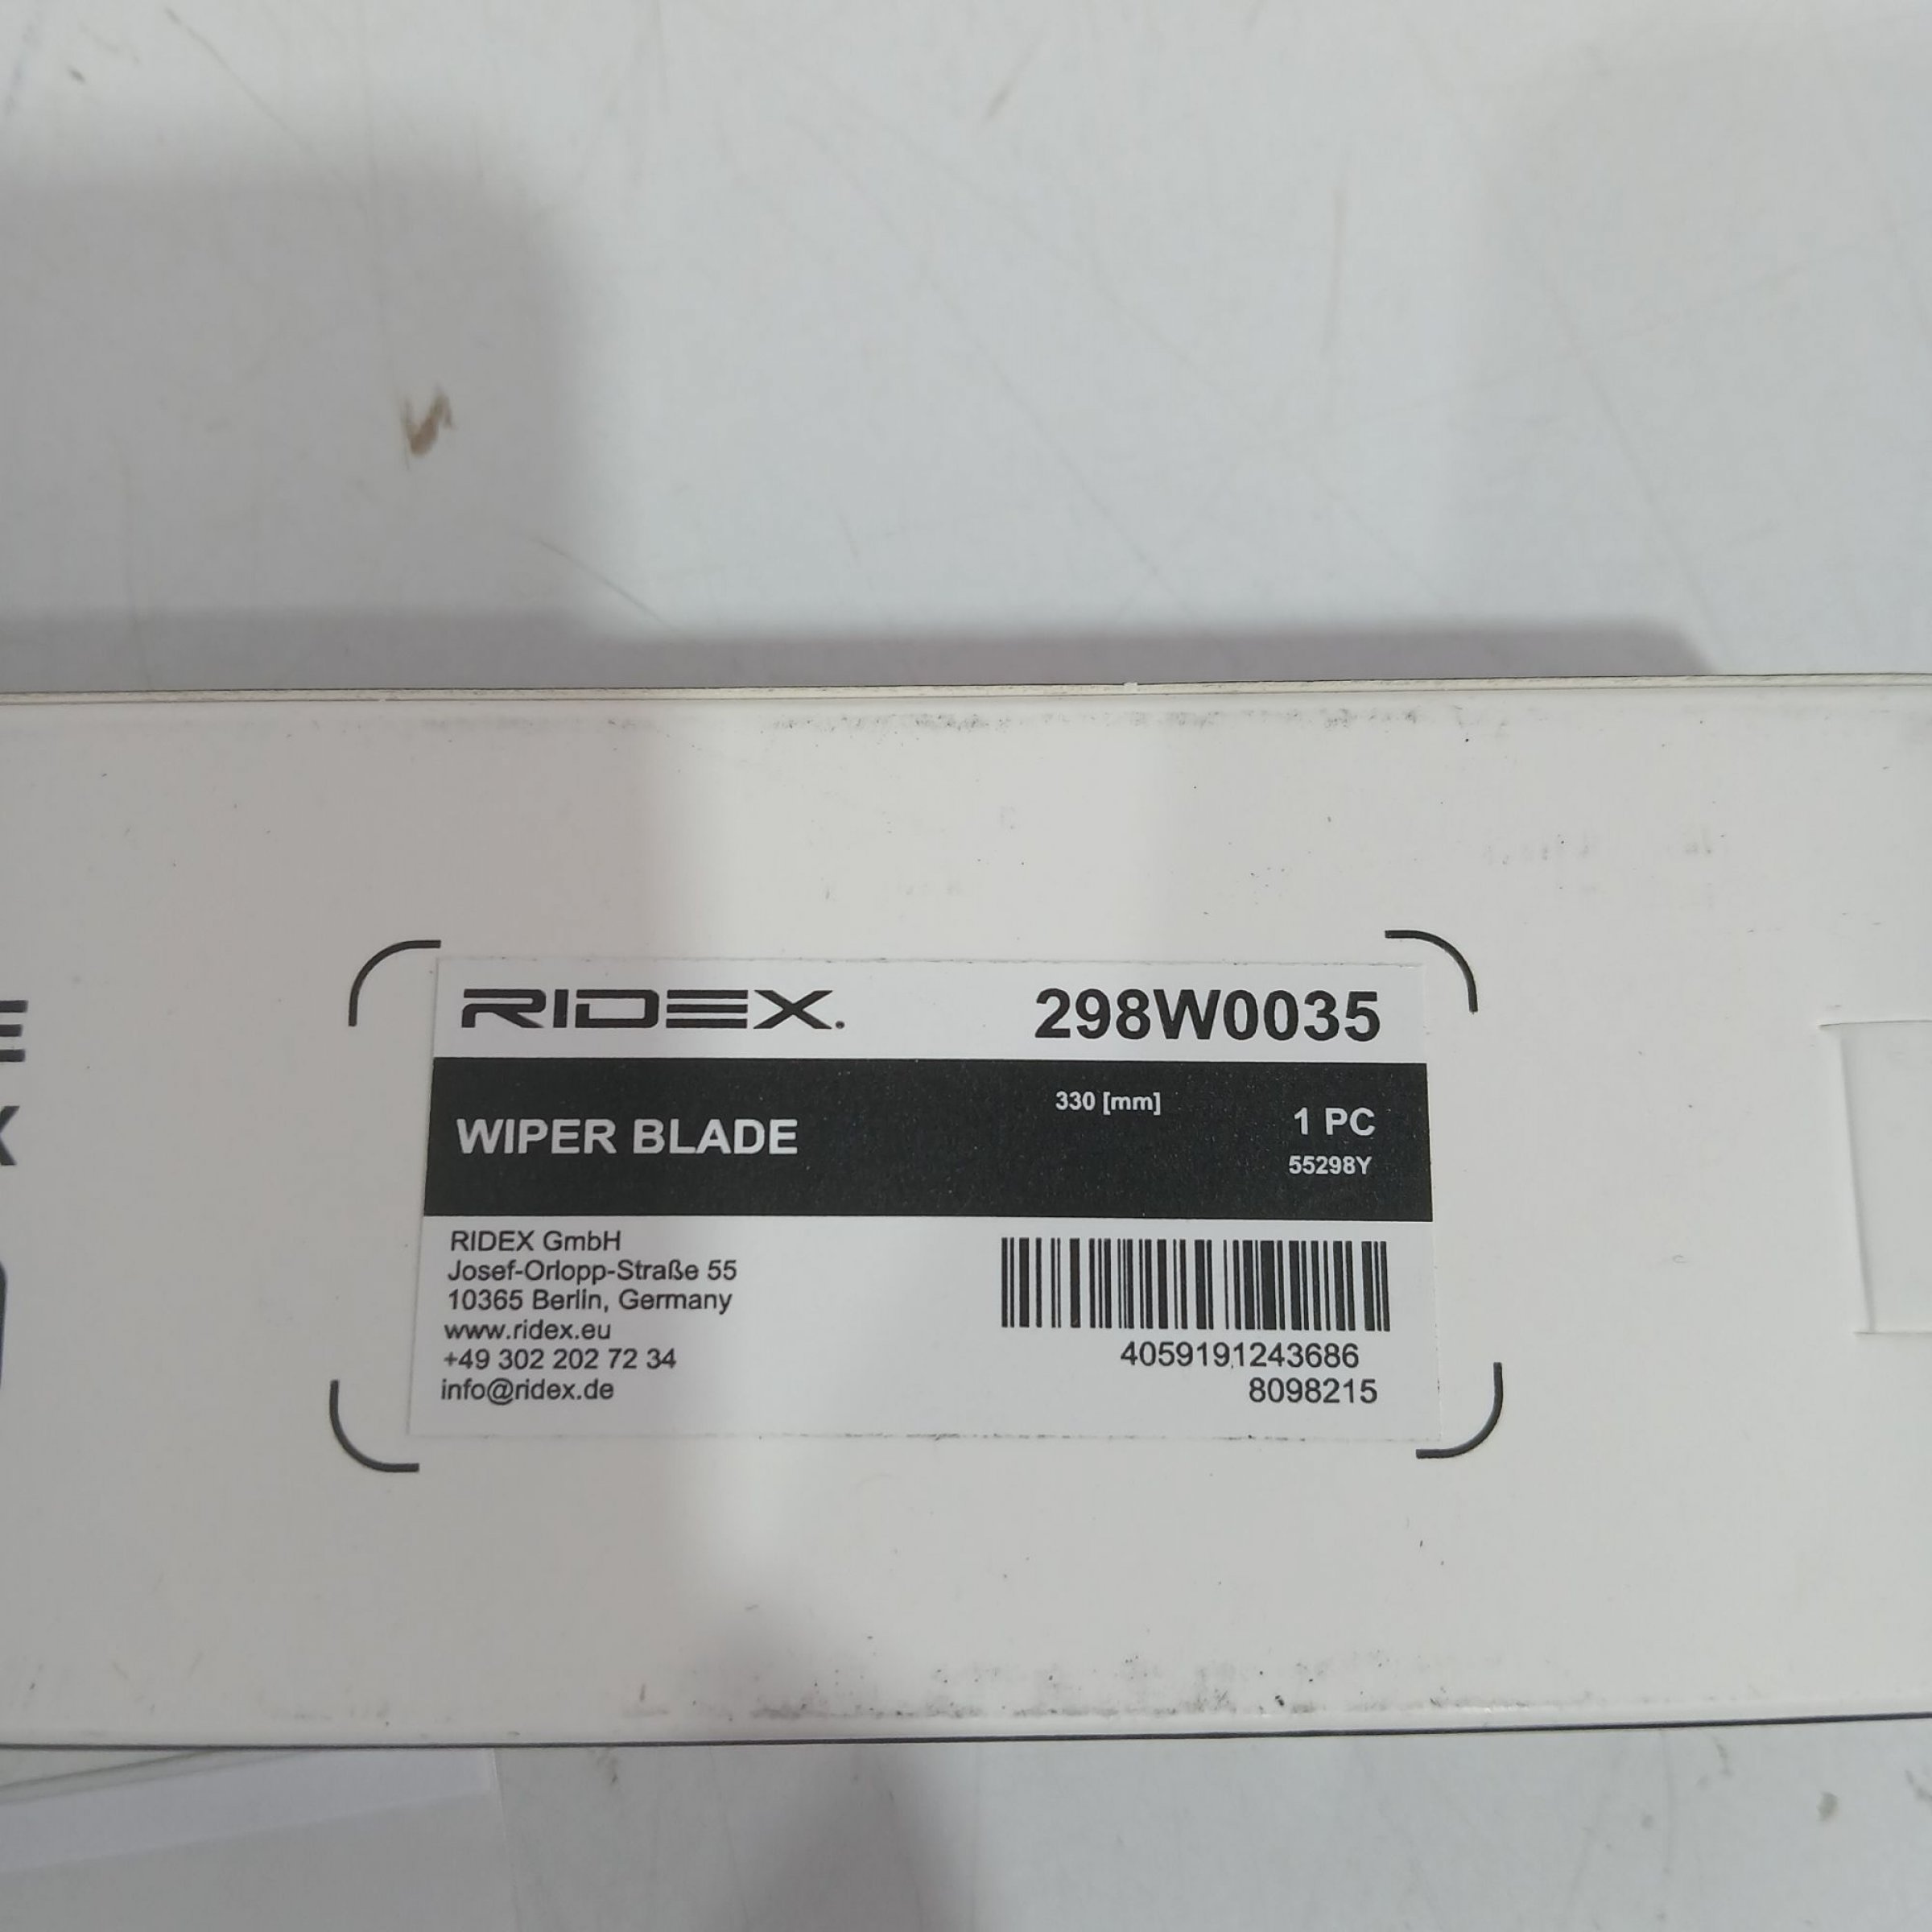 RIDEX. 298W0035
330 [mm]
WIPER BLADE 1 PC
55298Y
RIDEX GmbH
Josef-Orlopp-Straße 55
10365 Berlin, Germany
www.ridex.eu
+49 302 202 72 34
info@ridex.de
4059191243686
8098215